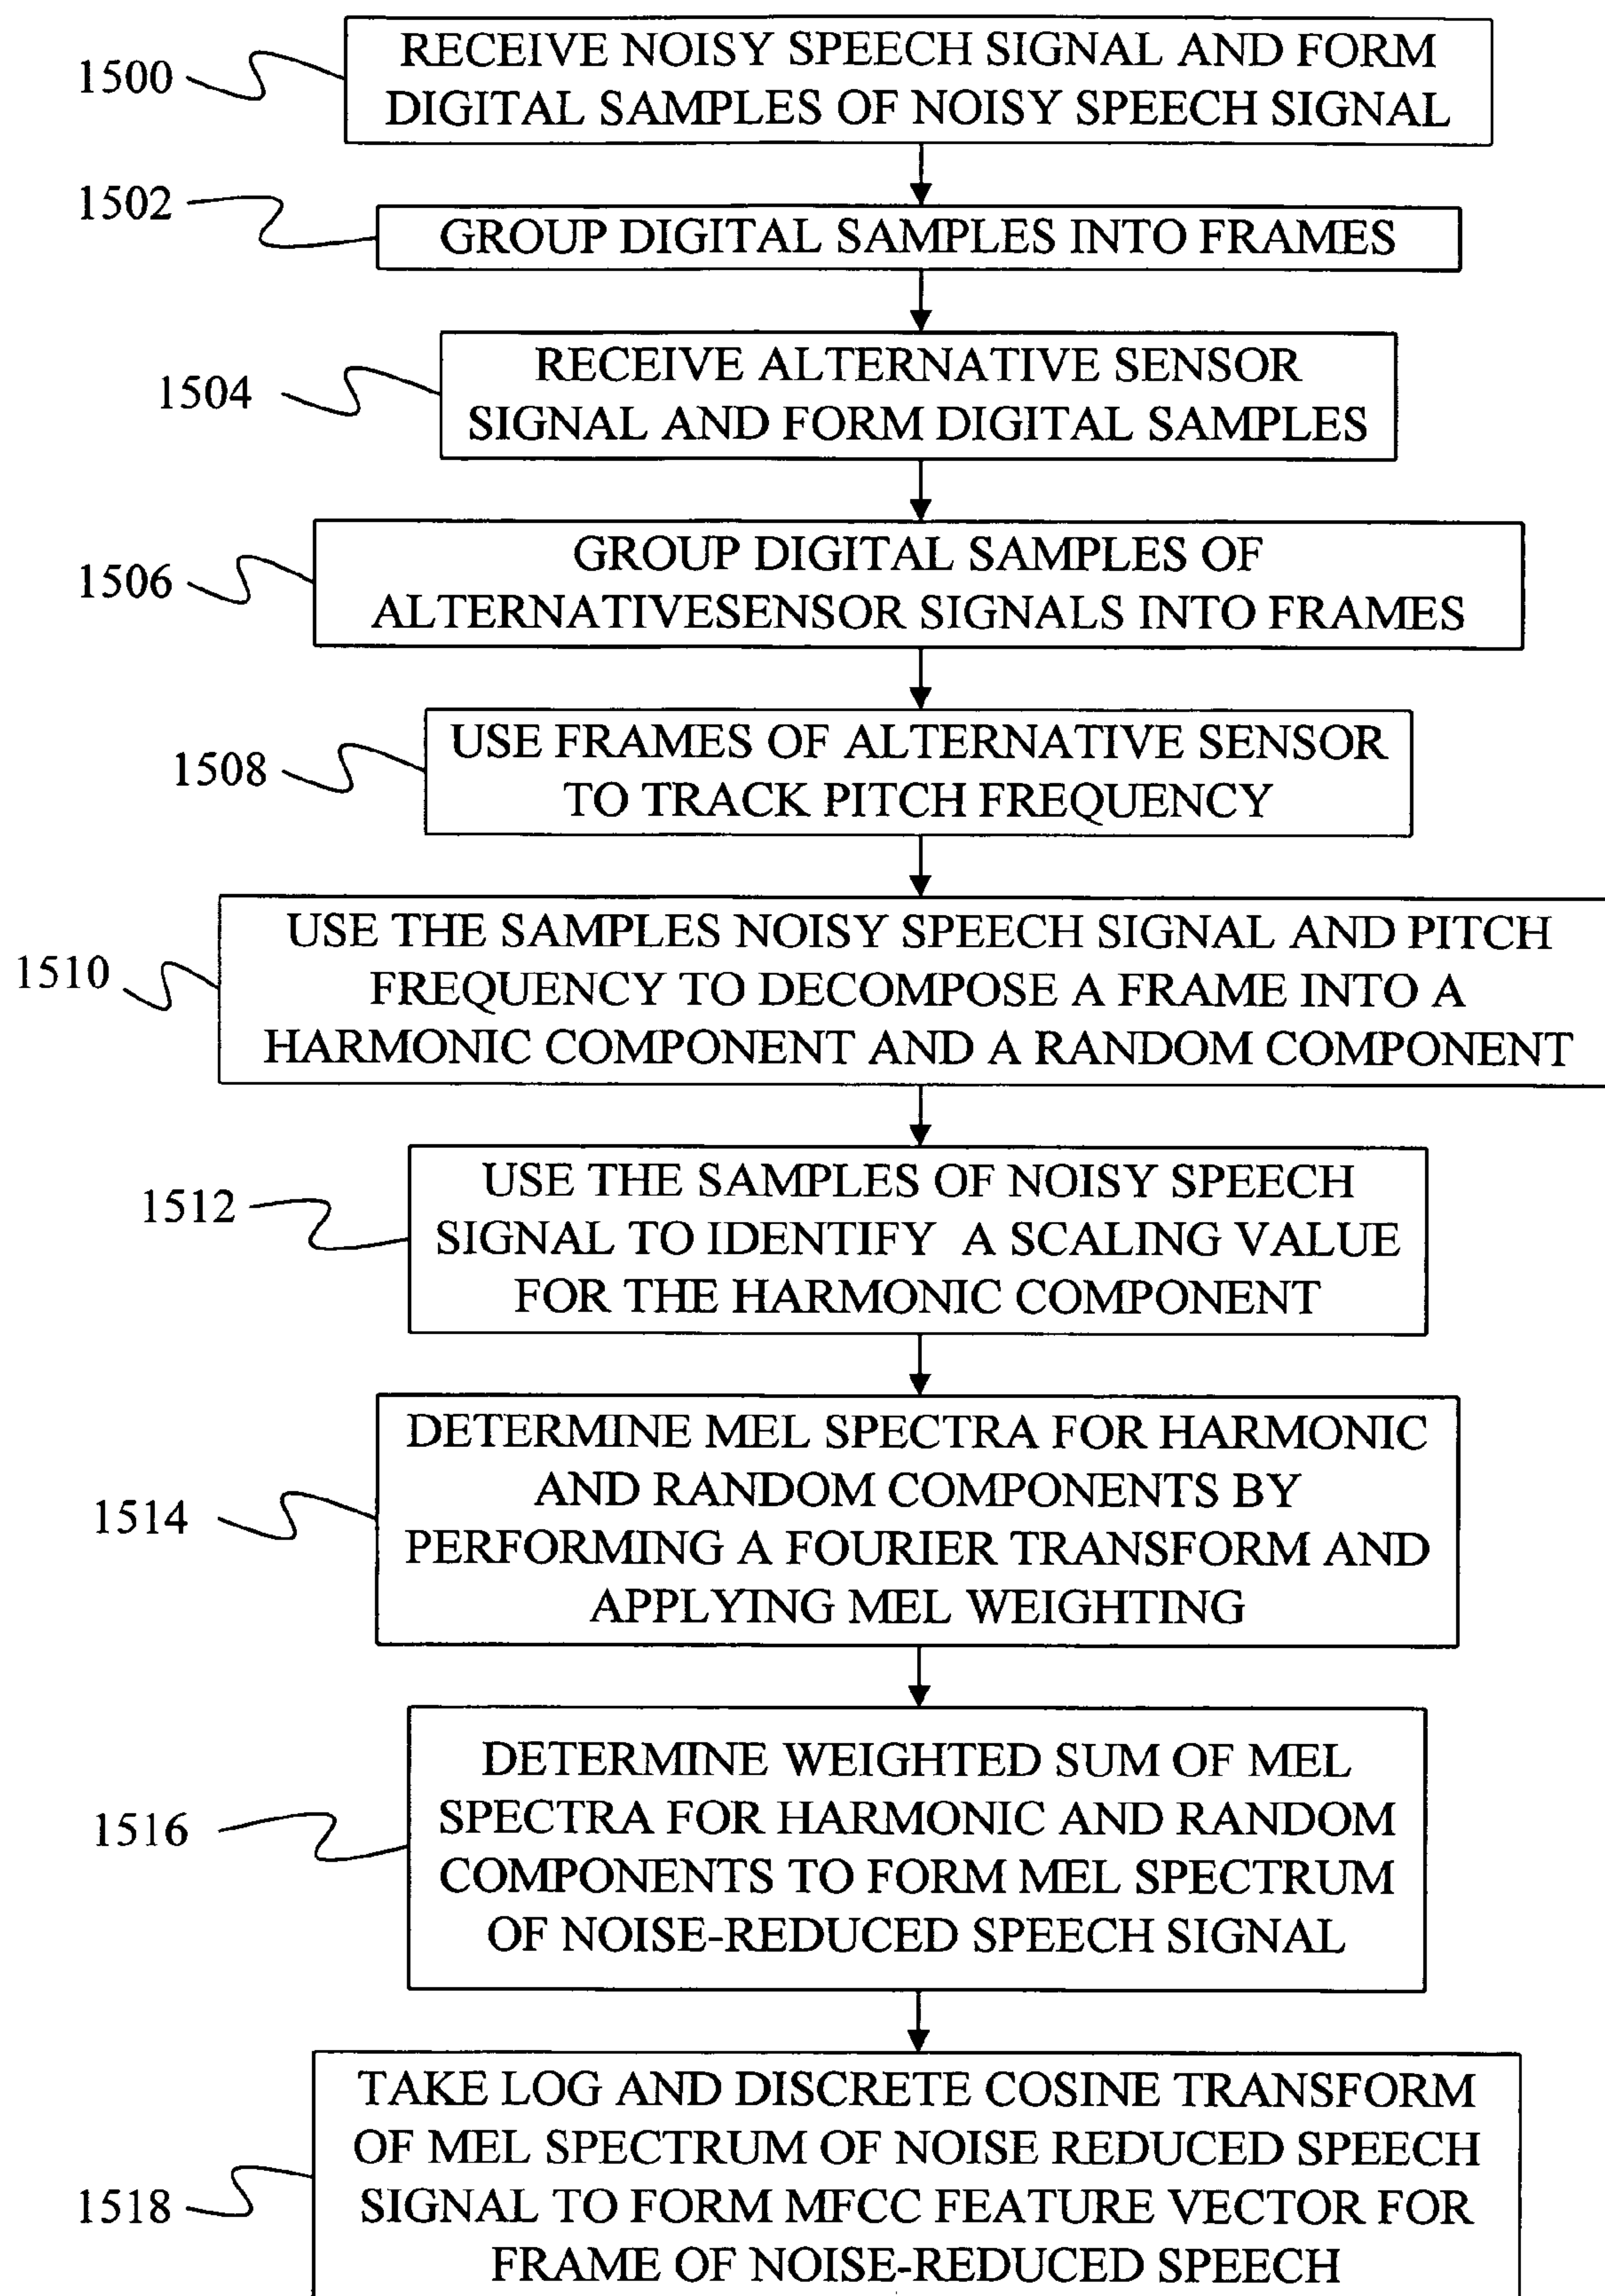 1500
RECEIVE NOISY SPEECH SIGNAL AND FORM
DIGITAL SAMPLES OF NOISY SPEECH SIGNAL
1502
GROUP DIGITAL SAMPLES INTO FRAMES
1504
RECEIVE ALTERNATIVE SENSOR
SIGNAL AND FORM DIGITAL SAMPLES
1506
GROUP DIGITAL SAMPLES OF
ALTERNATIVESENSOR SIGNALS INTO FRAMES
1508
USE FRAMES OF ALTERNATIVE SENSOR
TO TRACK PITCH FREQUENCY
1510
USE THE SAMPLES NOISY SPEECH SIGNAL AND PITCH
FREQUENCY TO DECOMPOSE A FRAME INTO A
HARMONIC COMPONENT AND A RANDOM COMPONENT
1512
USE THE SAMPLES OF NOISY SPEECH
SIGNAL TO IDENTIFY A SCALING VALUE
FOR THE HARMONIC COMPONENT
1514
DETERMINE MEL SPECTRA FOR HARMONIC
AND RANDOM COMPONENTS BY
PERFORMING A FOURIER TRANSFORM AND
APPLYING MEL WEIGHTING
1516
DETERMINE WEIGHTED SUM OF MEL
SPECTRA FOR HARMONIC AND RANDOM
COMPONENTS TO FORM MEL SPECTRUM
OF NOISE-REDUCED SPEECH SIGNAL
1518
TAKE LOG AND DISCRETE COSINE TRANSFORM
OF MEL SPECTRUM OF NOISE REDUCED SPEECH
SIGNAL TO FORM MFCC FEATURE VECTOR FOR
FRAME OF NOISE-REDUCED SPEECH